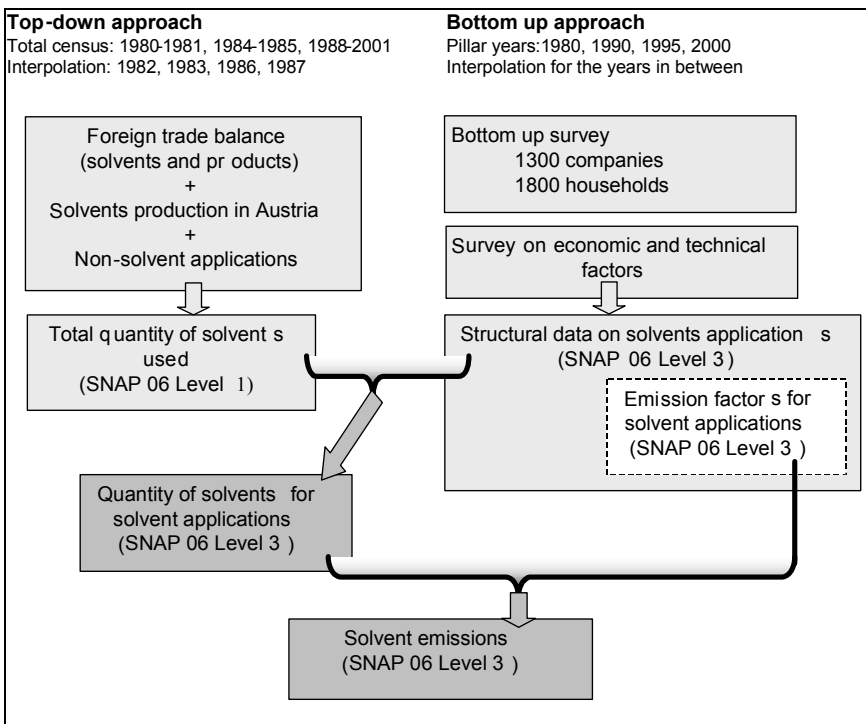 Top-down approach
Total census: 1980-1981, 1984-1985, 1988-2001
Interpolation: 1982, 1983, 1986, 1987
Bottom up approach
Pillar years:1980, 1990, 1995, 2000
Interpolation for the years in between
Foreign trade balance
(solvents and pr oducts)
+
Solvents production in Austria
+
Non-solvent applications
Bottom up survey
1300 companies
1800 households
Survey on economic and technical
factors
Total q uantity of solvent s
used
(SNAP 06 Level 1)
Structural data on solvents application s
(SNAP 06 Level 3 )
Emission factor s for
solvent applications
(SNAP 06 Level 3 )
Quantity of solvents for
solvent applications
(SNAP 06 Level 3 )
Solvent emissions
(SNAP 06 Level 3 )